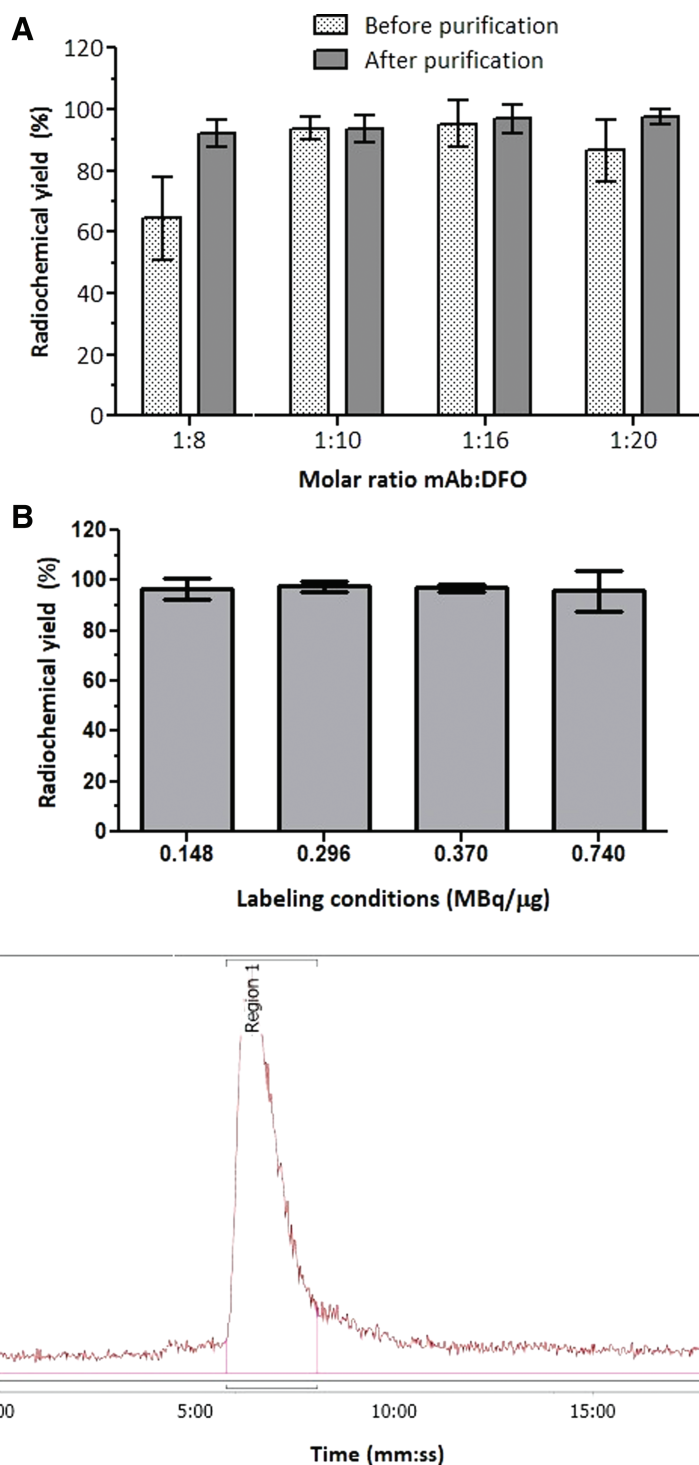 A
Before purification
After purification
Radiochemical yield (%)
120
100
80
60
40
20
0
1:8 1:10 1:16 1:20
Molar ratio mAb:DFO
B
Radiochemical yield (%)
120
100
80
60
40
20
0
0.148 0.296 0.370 0.740
Labeling conditions (MBq/µg)
Region 1
00 5:00 10:00 15:00
Time (mm:ss)